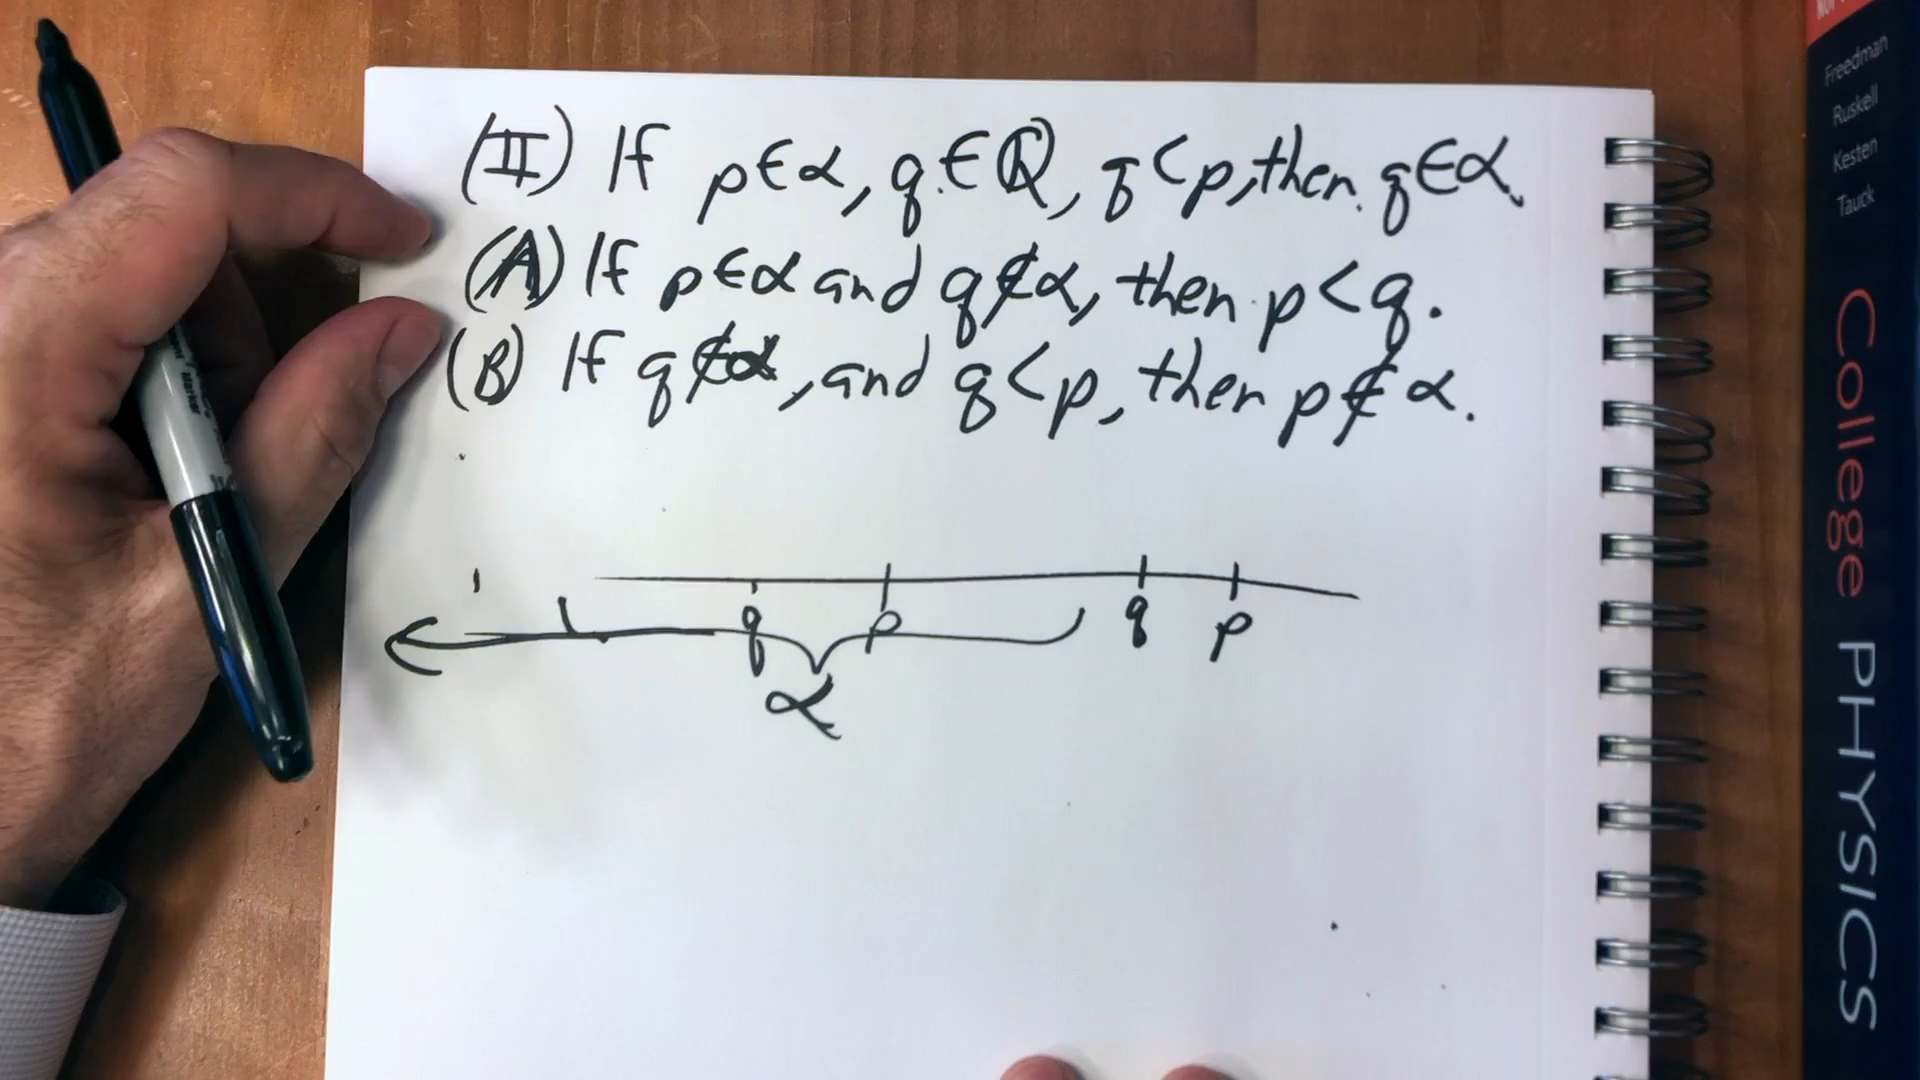 (II) If p∈α, q∈ℚ, q<p, then q∈α.
(A) If p∈α and q∉α, then p<q.
(B) If q∉α, and q<p, then p∉α.
q p q p
α
Freedman
Ruskell
Kesten
Tauck
College PHYSICS